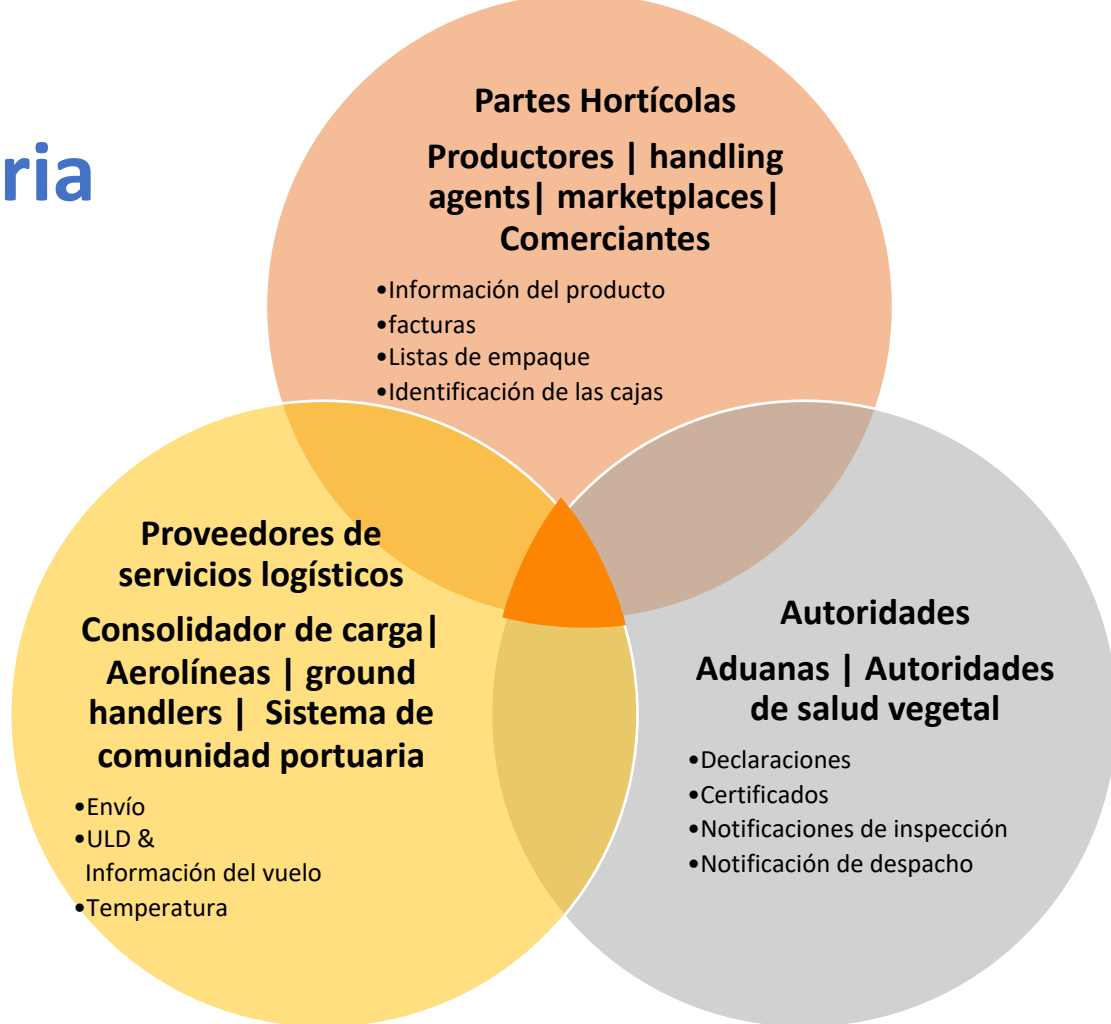 ria
Partes Hortícolas
Productores | handling
agents| marketplaces|
Comerciantes
•Información del producto
•facturas
•Listas de empaque
•Identificación de las cajas
Proveedores de
servicios logísticos
Consolidador de carga|
Aerolíneas | ground
handlers | Sistema de
comunidad portuaria
•Envío
•ULD &
Información del vuelo
•Temperatura
Autoridades
Aduanas | Autoridades
de salud vegetal
•Declaraciones
•Certificados
•Notificaciones de inspección
•Notificación de despacho